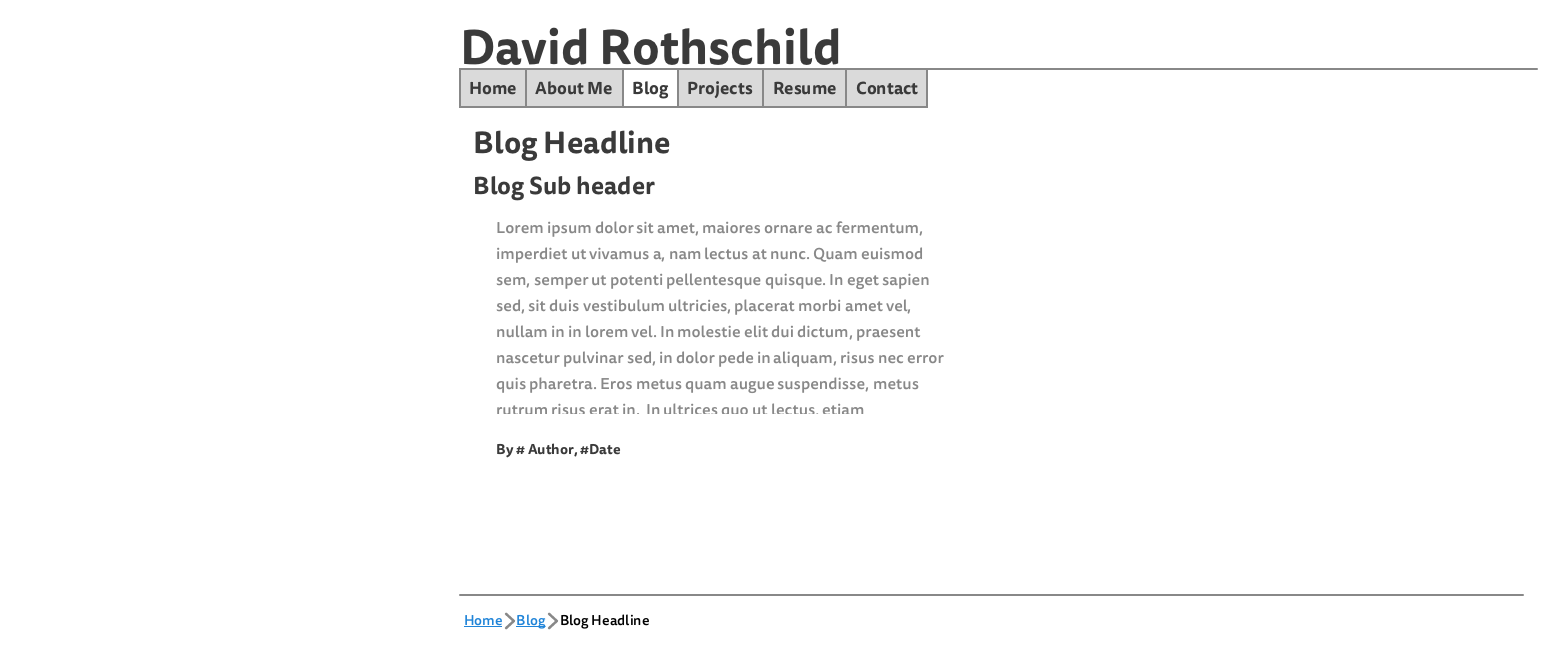 David Rothschild
Home About Me Blog Projects Resume Contact
Blog Headline
Blog Sub header
Lorem ipsum dolor sit amet, maiores ornare ac fermentum,
imperdiet ut vivamus a, nam lectus at nunc. Quam euismod
sem, semper ut potenti pellentesque quisque. In eget sapien
sed, sit duis vestibulum ultricies, placerat morbi amet vel,
nullam in in lorem vel. In molestie elit dui dictum, praesent
nascetur pulvinar sed, in dolor pede in aliquam, risus nec error
quis pharetra. Eros metus quam augue suspendisse, metus
rutrum risus erat in. In ultrices quo ut lectus, etiam
By # Author, #Date
Home Blog Blog Headline